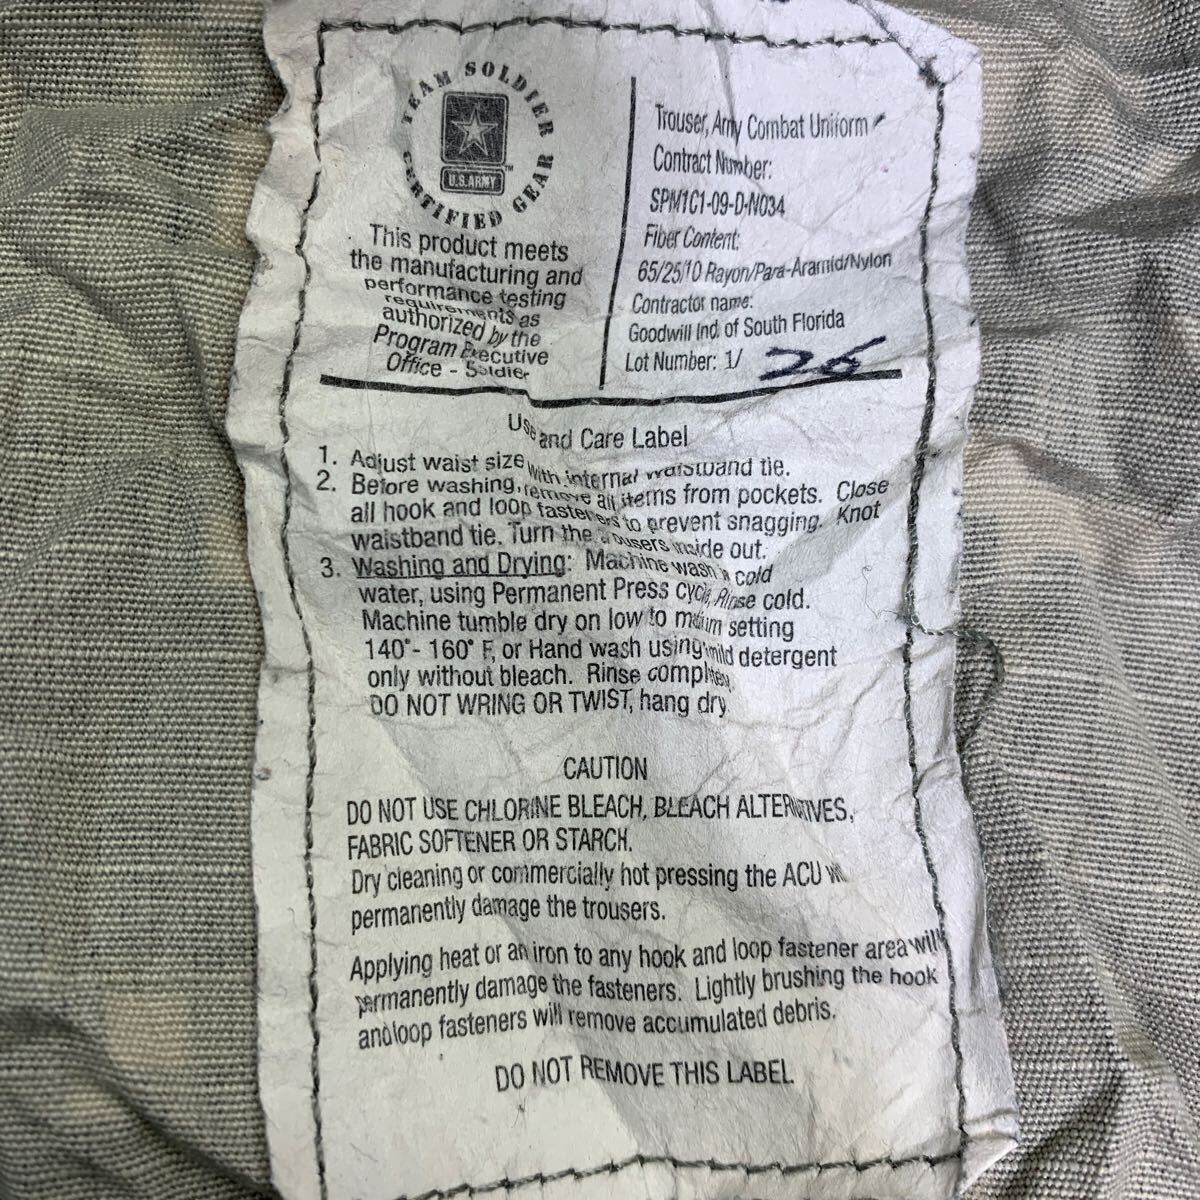 TEAM SOLDIER
CERTIFIED GEAR
U.S.ARMY
TM
This product meets
the manufacturing and
performance testing
requirements as
authorized by the
Program Executive
Office - Soldier
Trouser, Army Combat Uniform
Contract Number:
SPM1C1-09-D-N034
Fiber Content:
65/25/10 Rayon/Para-Aramid/Nylon
Contractor name:
Goodwill Ind. of South Florida
Lot Number: 1/ 26
Use and Care Label
1. Adjust waist size with internal waistband tie.
2. Before washing, remove all items from pockets. Close
all hook and loop fasteners to prevent snagging. Knot
waistband tie. Turn the trousers inside out.
3. Washing and Drying: Machine wash in cold
water, using Permanent Press cycle, Rinse cold.
Machine tumble dry on low to medium setting
140°- 160° F, or Hand wash using mild detergent
only without bleach. Rinse completely,
DO NOT WRING OR TWIST, hang dry
CAUTION
DO NOT USE CHLORINE BLEACH, BLEACH ALTERNATIVES,
FABRIC SOFTENER OR STARCH.
Dry cleaning or commercially hot pressing the ACU will
permanently damage the trousers.
Applying heat or an iron to any hook and loop fastener area will
permanently damage the fasteners. Lightly brushing the hook
and loop fasteners will remove accumulated debris.
DO NOT REMOVE THIS LABEL